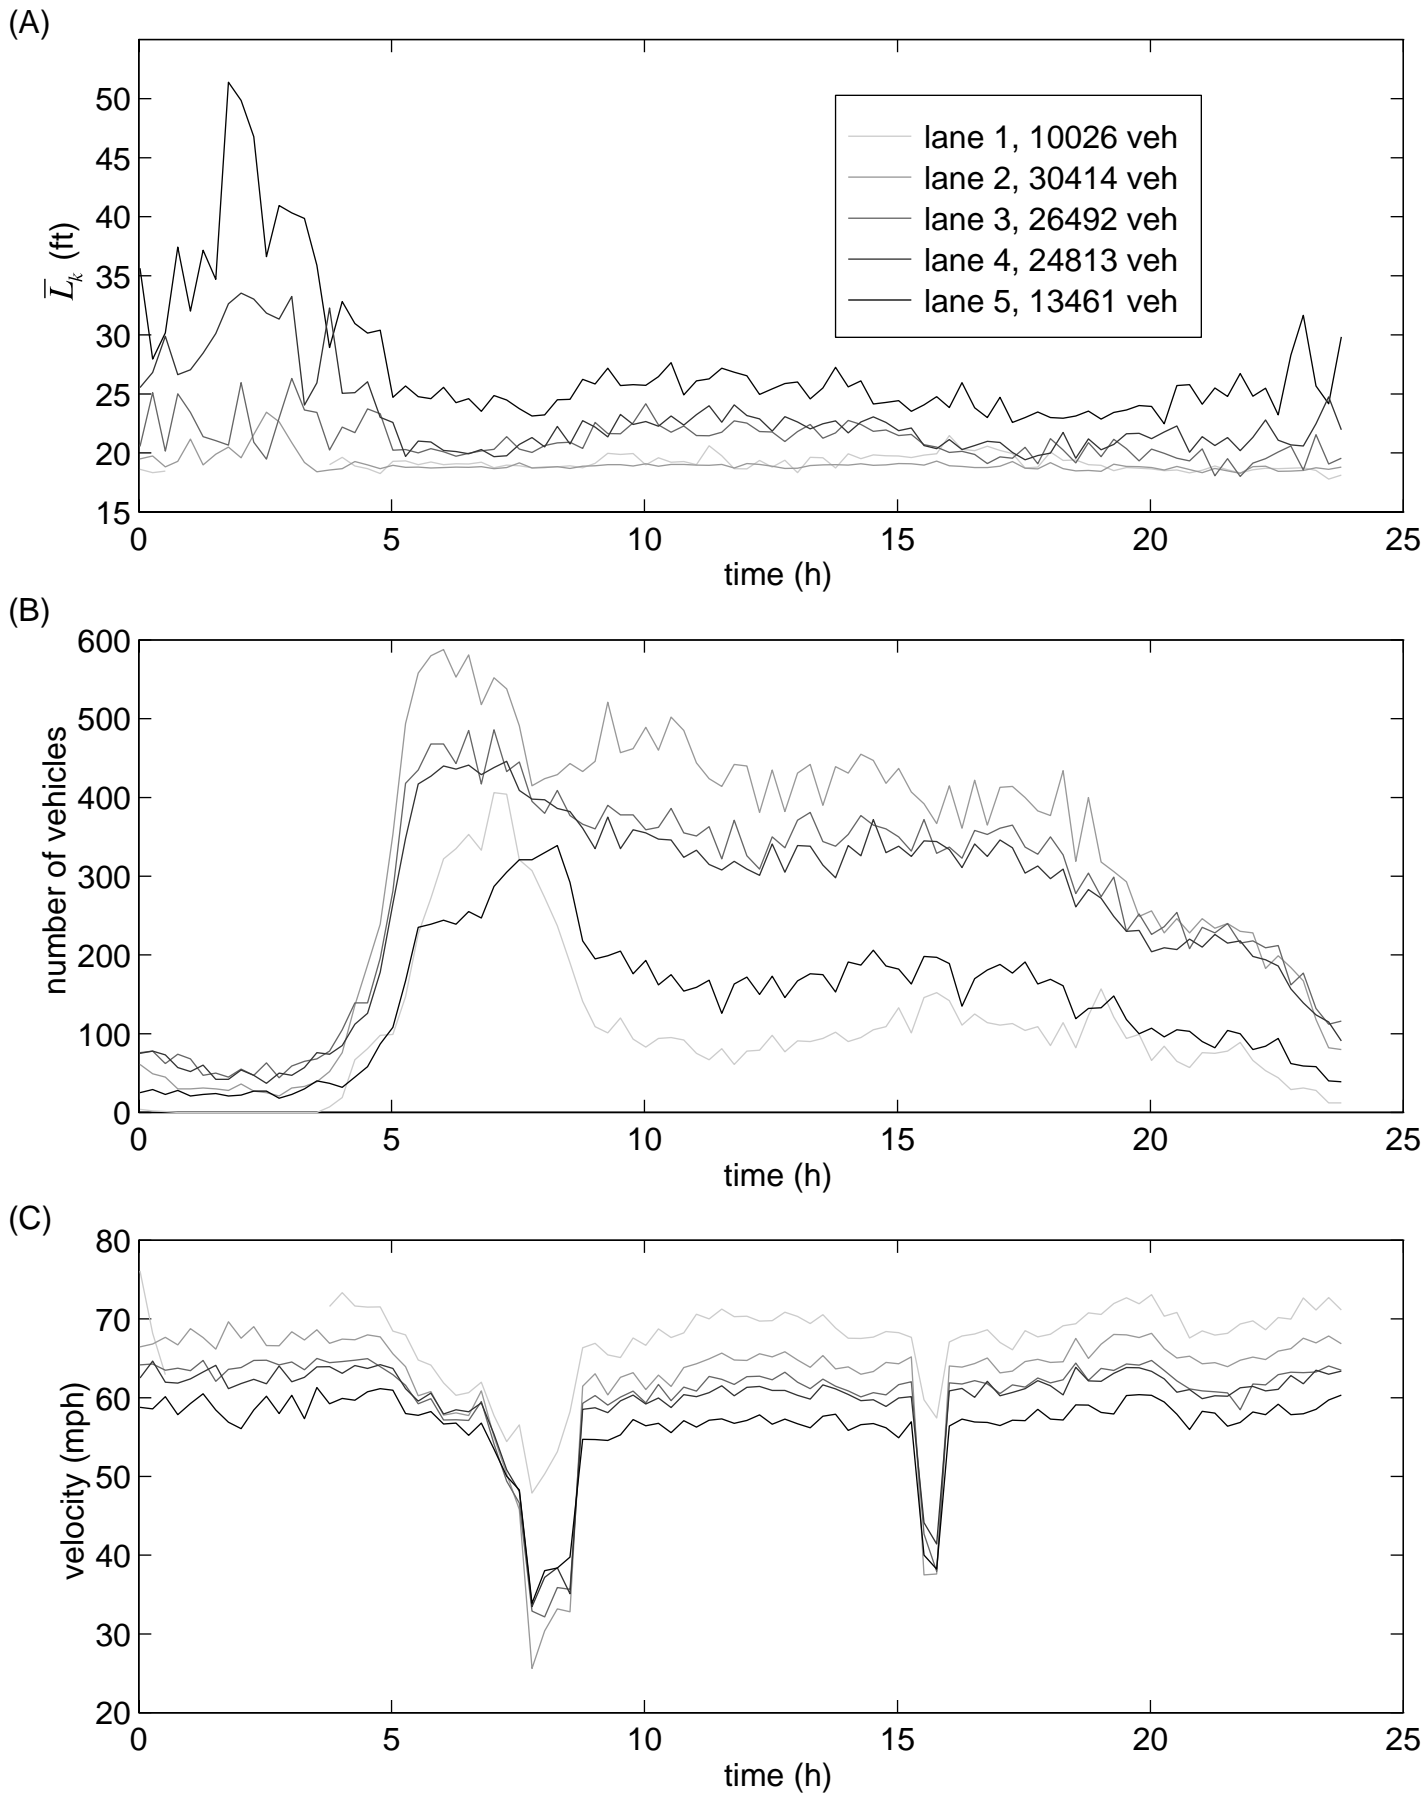 (A)
50
45
40
35
30
25
20
15
L̅k (ft)
lane 1, 10026 veh
lane 2, 30414 veh
lane 3, 26492 veh
lane 4, 24813 veh
lane 5, 13461 veh
0 5 10 15 20 25
time (h)
(B)
600
500
400
300
200
100
0
number of vehicles
0 5 10 15 20 25
time (h)
(C)
80
70
60
50
40
30
20
velocity (mph)
0 5 10 15 20 25
time (h)